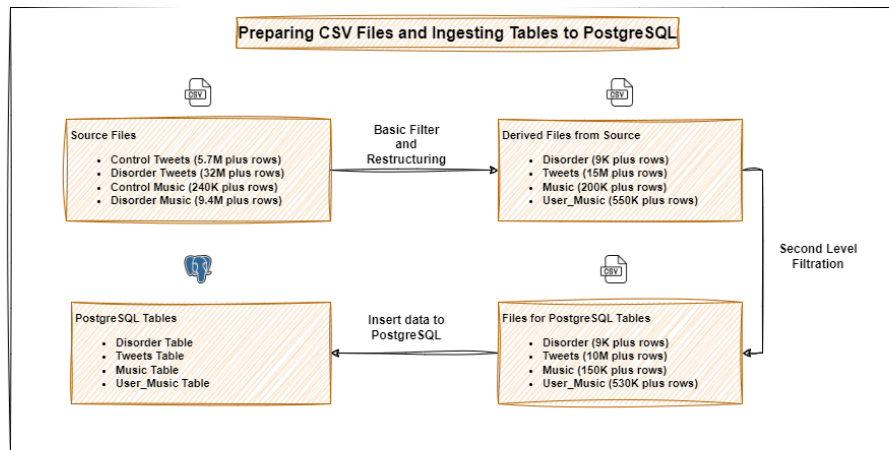 Preparing CSV Files and Ingesting Tables to PostgreSQL
CSV
Source Files
Control Tweets (5.7M plus rows)
Disorder Tweets (32M plus rows)
Control Music (240K plus rows)
Disorder Music (9.4M plus rows)
Basic Filter
and
Restructuring
CSV
Derived Files from Source
Disorder (9K plus rows)
Tweets (15M plus rows)
Music (200K plus rows)
User_Music (550K plus rows)
Second Level
Filtration
CSV
Files for PostgreSQL Tables
Disorder (9K plus rows)
Tweets (10M plus rows)
Music (150K plus rows)
User_Music (530K plus rows)
Insert data to
PostgreSQL
PostgreSQL Tables
Disorder Table
Tweets Table
Music Table
User_Music Table